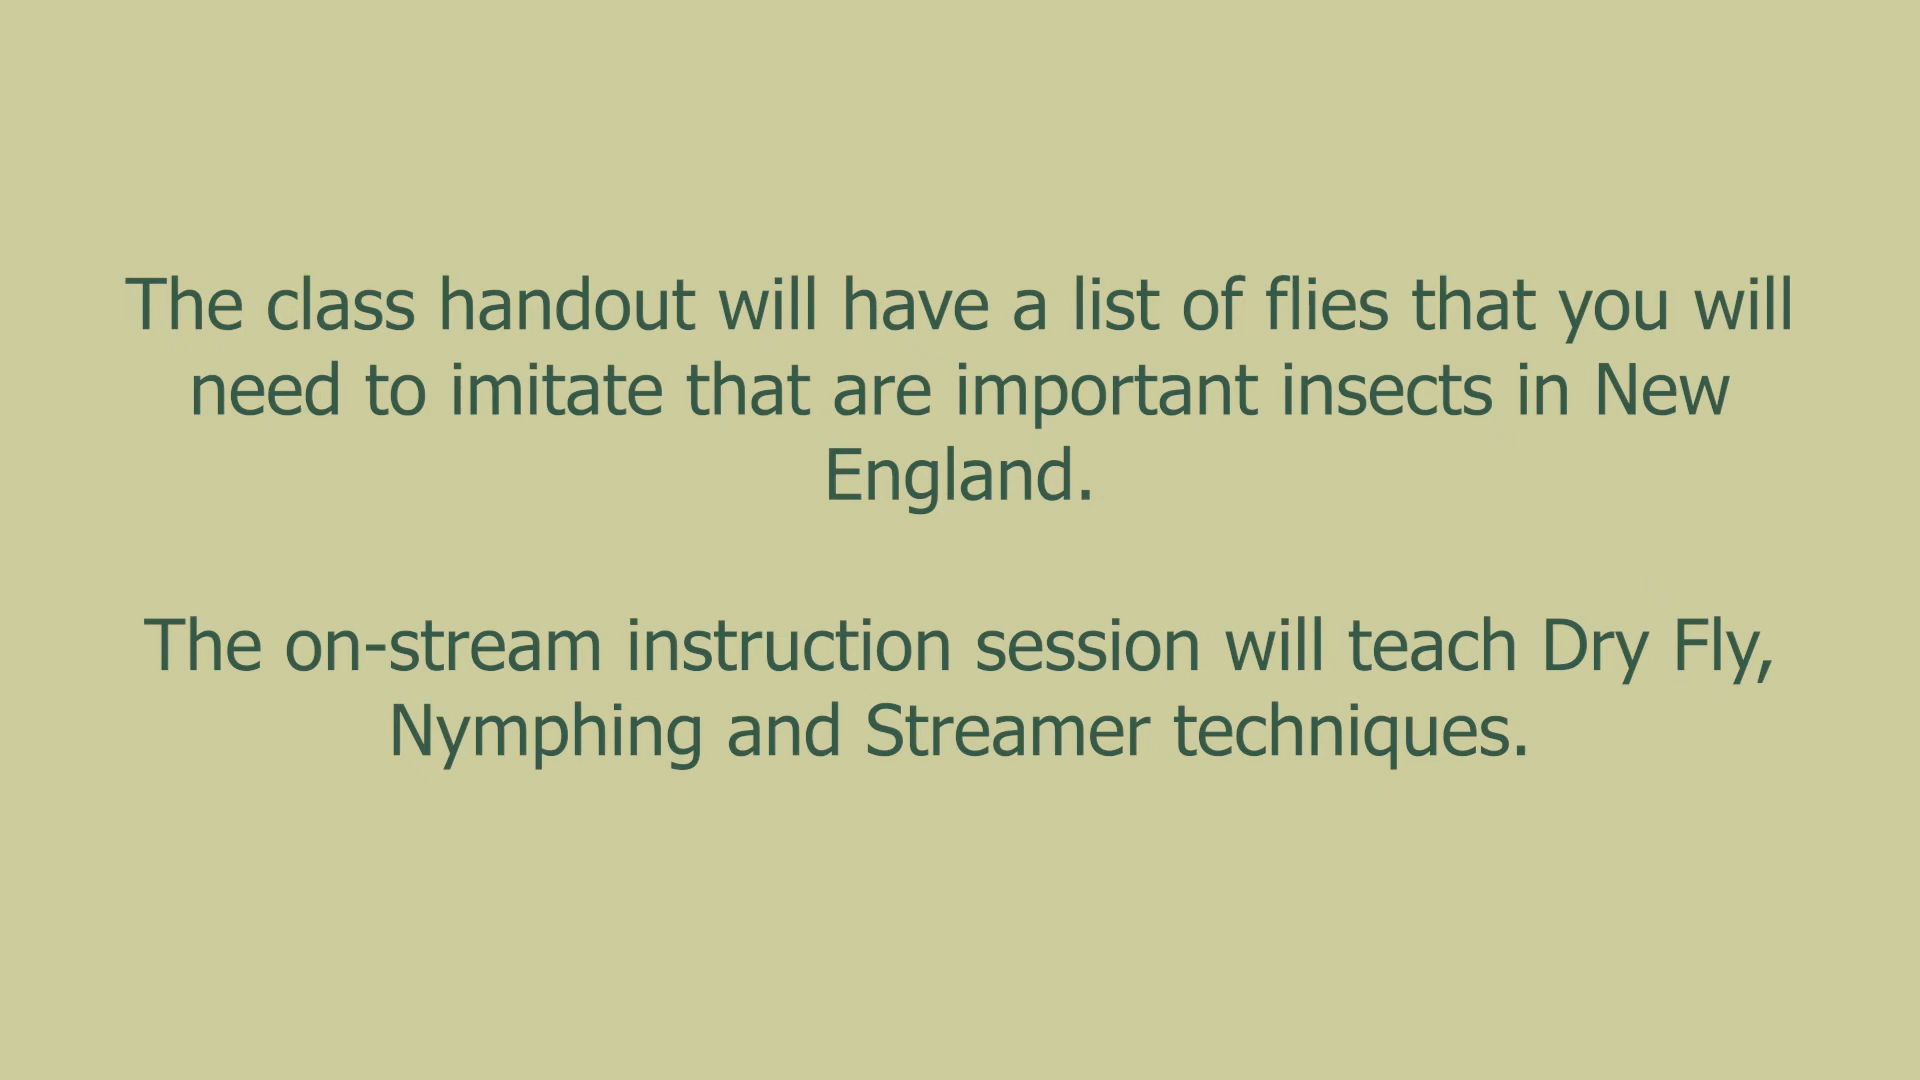 The class handout will have a list of flies that you will
need to imitate that are important insects in New
England.
The on-stream instruction session will teach Dry Fly,
Nymphing and Streamer techniques.